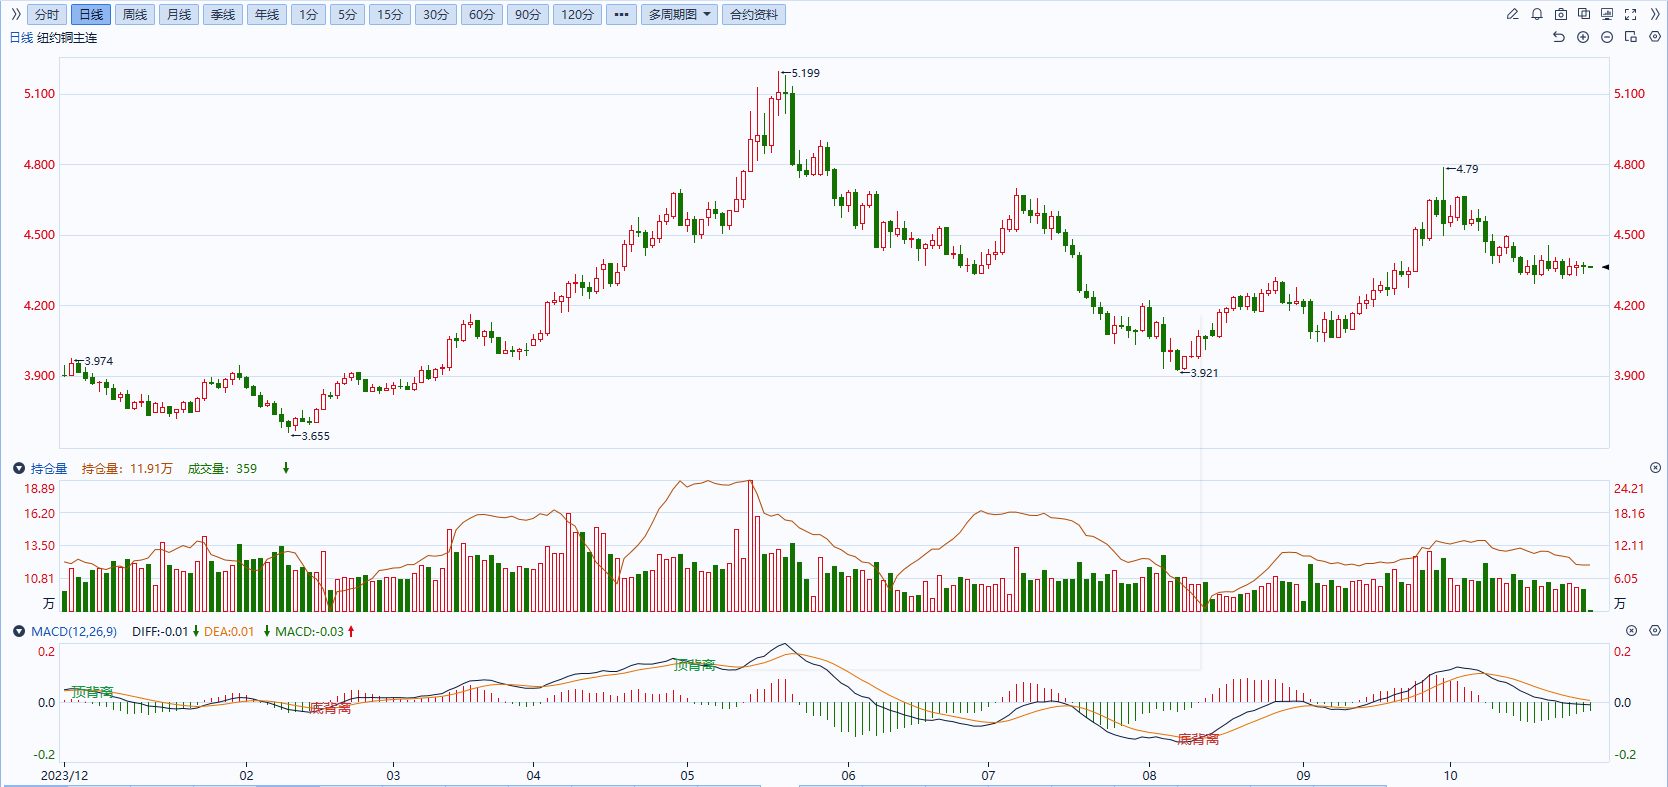 分时 日线 周线 月线 季线 年线 1分 5分 15分 30分 60分 90分 120分 ••• 多周期图 合约资料
日线 纽约铜主连
5.199
5.100 5.100
4.800 4.800
4.79
4.500 4.500
4.200 4.200
3.974
3.921
3.900 3.900
3.655
持仓量 持仓量：11.91万 成交量：359
18.89 24.21
16.20 18.16
13.50 12.11
10.81 6.05
万 万
MACD(12,26,9) DIFF:-0.01 DEA:0.01 MACD:-0.03
0.2 0.2
顶背离
顶背离
0.0 0.0
底背离
底背离
-0.2 -0.2
2023/12 02 03 04 05 06 07 08 09 10